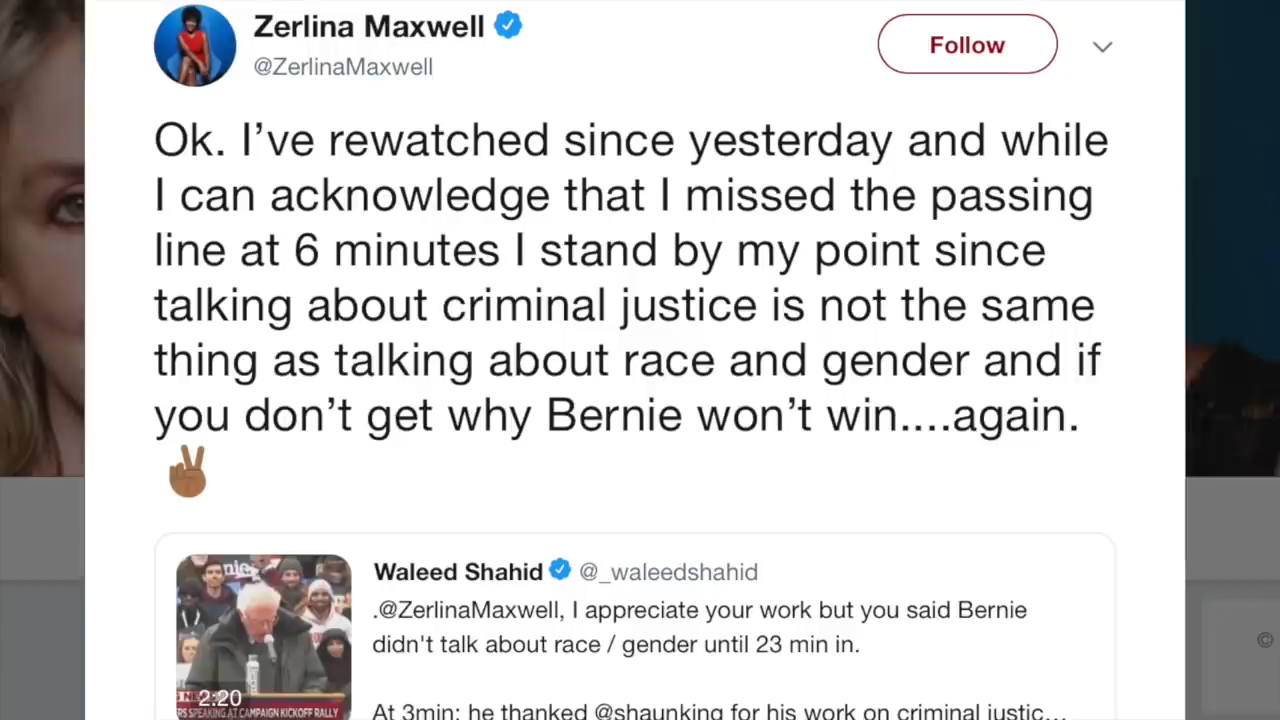 Zerlina Maxwell
@ZerlinaMaxwell
Follow
Ok. I’ve rewatched since yesterday and while
I can acknowledge that I missed the passing
line at 6 minutes I stand by my point since
talking about criminal justice is not the same
thing as talking about race and gender and if
you don’t get why Bernie won’t win....again.
Waleed Shahid @_waleedshahid
.@ZerlinaMaxwell, I appreciate your work but you said Bernie
didn't talk about race / gender until 23 min in.
At 3min: he thanked @shaunking for his work on criminal justic...
nie
2:20
RS SPEAKING AT CAMPAIGN KICKOFF RALLY
©